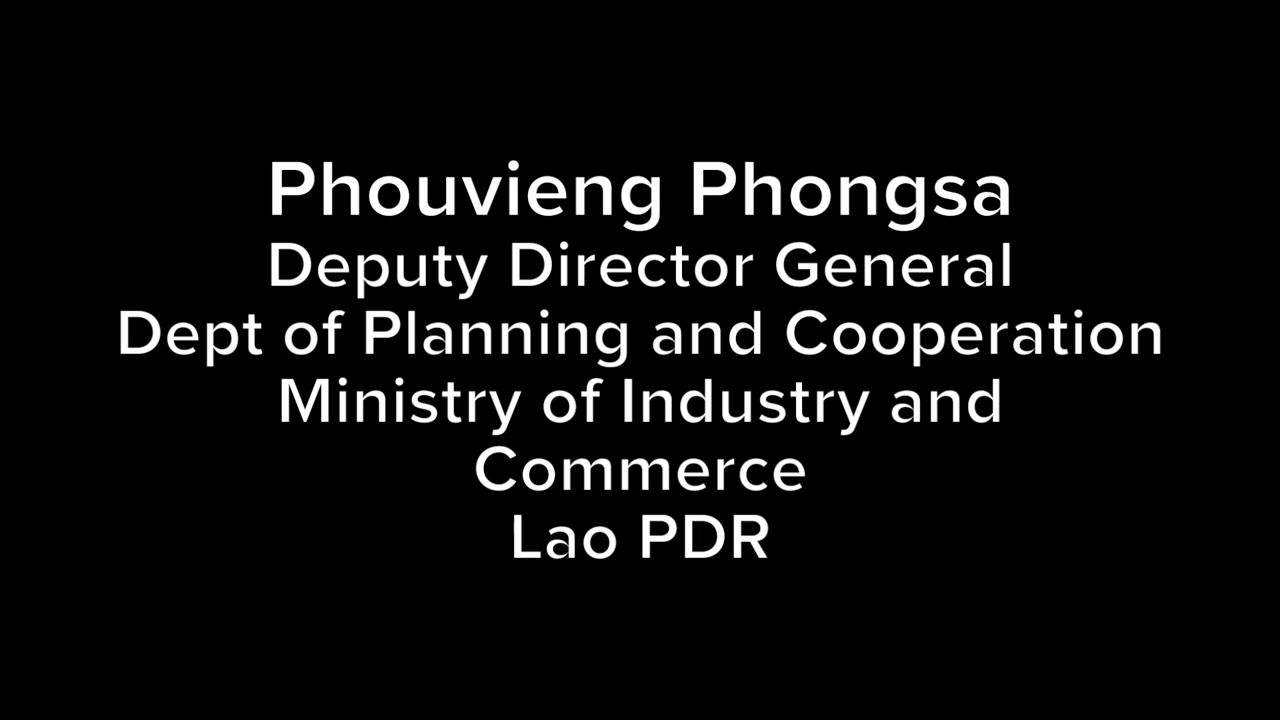 Phouvieng Phongsa
Deputy Director General
Dept of Planning and Cooperation
Ministry of Industry and
Commerce
Lao PDR